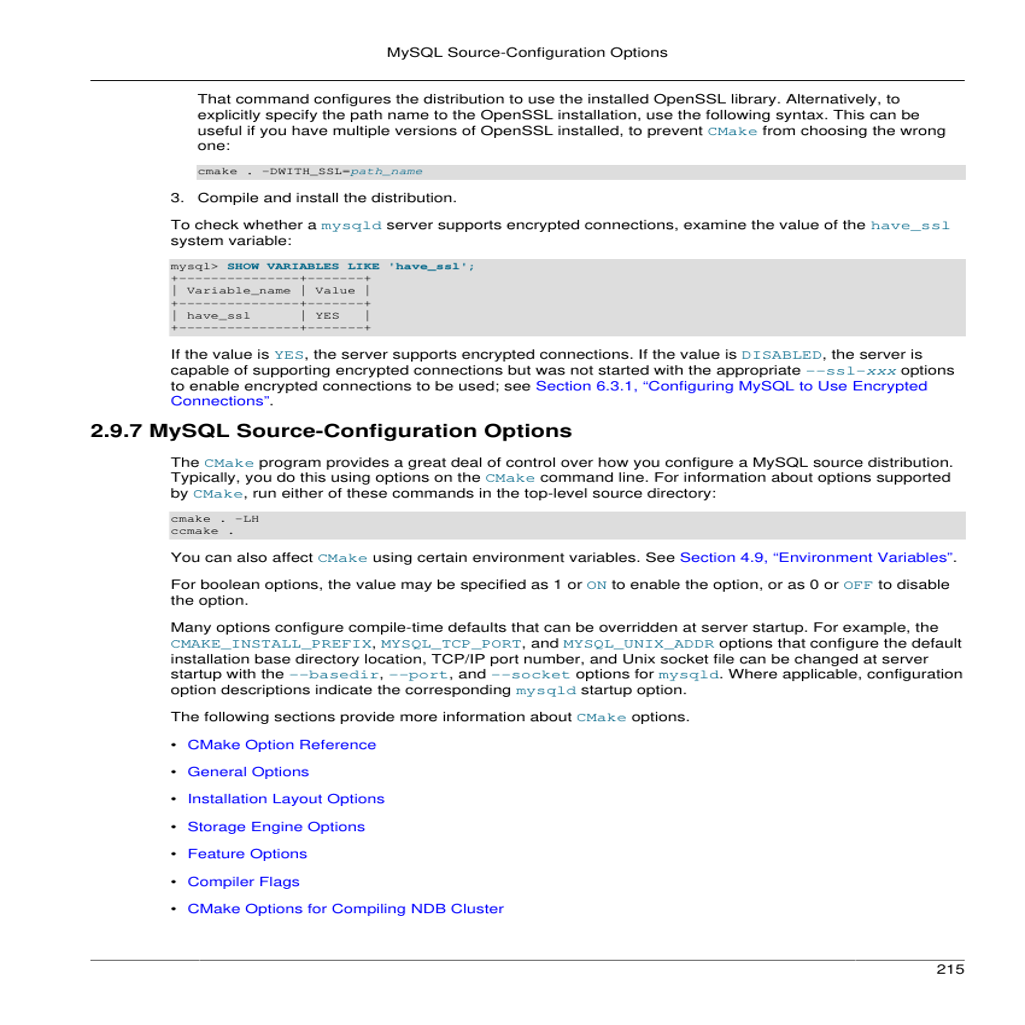 MySQL Source-Configuration Options
That command configures the distribution to use the installed OpenSSL library. Alternatively, to
explicitly specify the path name to the OpenSSL installation, use the following syntax. This can be
useful if you have multiple versions of OpenSSL installed, to prevent CMake from choosing the wrong
one:
cmake . -DWITH_SSL=path_name
3. Compile and install the distribution.
To check whether a mysqld server supports encrypted connections, examine the value of the have_ssl
system variable:
mysql> SHOW VARIABLES LIKE 'have_ssl';
+---------------+-------+
| Variable_name | Value |
+---------------+-------+
| have_ssl      | YES   |
+---------------+-------+
If the value is YES, the server supports encrypted connections. If the value is DISABLED, the server is
capable of supporting encrypted connections but was not started with the appropriate --ssl-xxx options
to enable encrypted connections to be used; see Section 6.3.1, “Configuring MySQL to Use Encrypted
Connections”.
2.9.7 MySQL Source-Configuration Options
The CMake program provides a great deal of control over how you configure a MySQL source distribution.
Typically, you do this using options on the CMake command line. For information about options supported
by CMake, run either of these commands in the top-level source directory:
cmake . -LH
ccmake .
You can also affect CMake using certain environment variables. See Section 4.9, “Environment Variables”.
For boolean options, the value may be specified as 1 or ON to enable the option, or as 0 or OFF to disable
the option.
Many options configure compile-time defaults that can be overridden at server startup. For example, the
CMAKE_INSTALL_PREFIX, MYSQL_TCP_PORT, and MYSQL_UNIX_ADDR options that configure the default
installation base directory location, TCP/IP port number, and Unix socket file can be changed at server
startup with the --basedir, --port, and --socket options for mysqld. Where applicable, configuration
option descriptions indicate the corresponding mysqld startup option.
The following sections provide more information about CMake options.
• CMake Option Reference
• General Options
• Installation Layout Options
• Storage Engine Options
• Feature Options
• Compiler Flags
• CMake Options for Compiling NDB Cluster
215